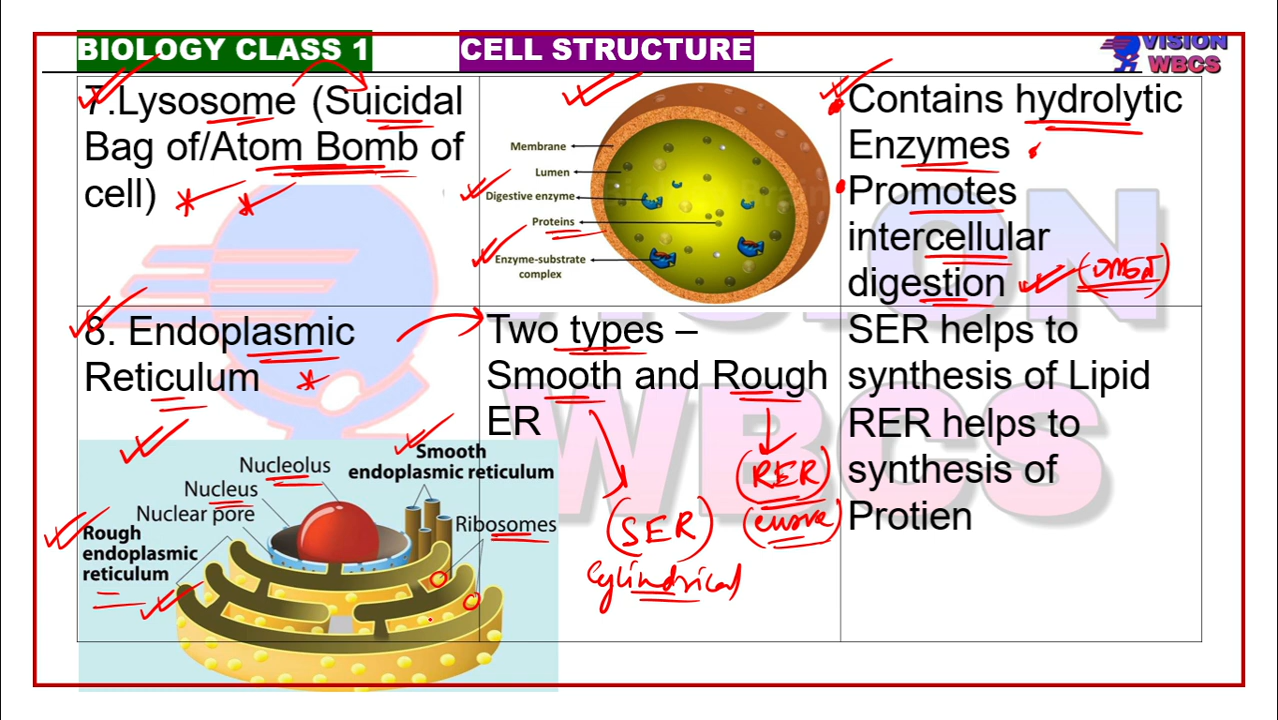 BIOLOGY CLASS 1
CELL STRUCTURE
VISION
WBCS
7.Lysosome (Suicidal
Bag of/Atom Bomb of
cell)
Membrane
Lumen
Digestive enzyme
Proteins
Enzyme-substrate
complex
Contains hydrolytic
Enzymes
Promotes
intercellular
digestion
8. Endoplasmic
Reticulum
Two types –
Smooth and Rough
ER
(SER)
Cylindrical
(RER)
(curve)
SER helps to
synthesis of Lipid
RER helps to
synthesis of
Protien
Smooth
endoplasmic reticulum
Nucleolus
Nucleus
Nuclear pore
Ribosomes
Rough
endoplasmic
reticulum
VISION
WBCS